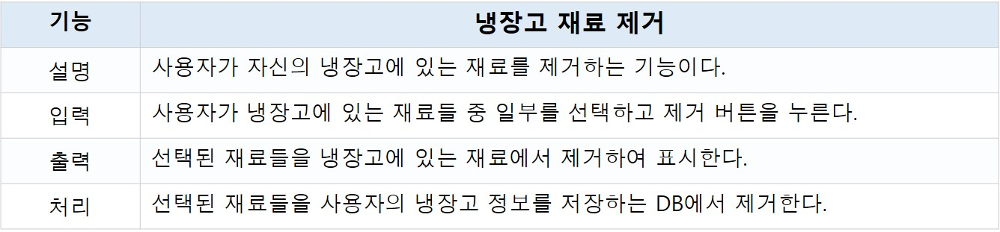 기능 냉장고 재료 제거
설명 사용자가 자신의 냉장고에 있는 재료를 제거하는 기능이다.
입력 사용자가 냉장고에 있는 재료들 중 일부를 선택하고 제거 버튼을 누른다.
출력 선택된 재료들을 냉장고에 있는 재료에서 제거하여 표시한다.
처리 선택된 재료들을 사용자의 냉장고 정보를 저장하는 DB에서 제거한다.